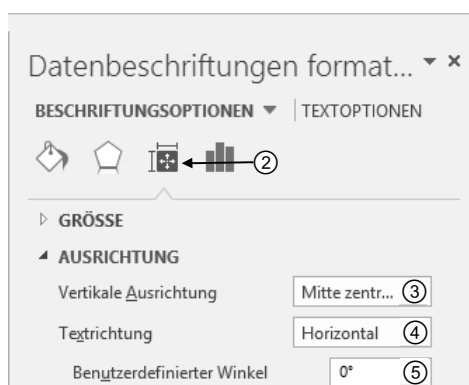 Datenbeschriftungen format...
BESCHRIFTUNGSOPTIONEN TEXTOPTIONEN
②
GRÖSSE
AUSRICHTUNG
Vertikale Ausrichtung Mitte zentr... ③
Textrichtung Horizontal ④
Benutzerdefinierter Winkel 0° ⑤